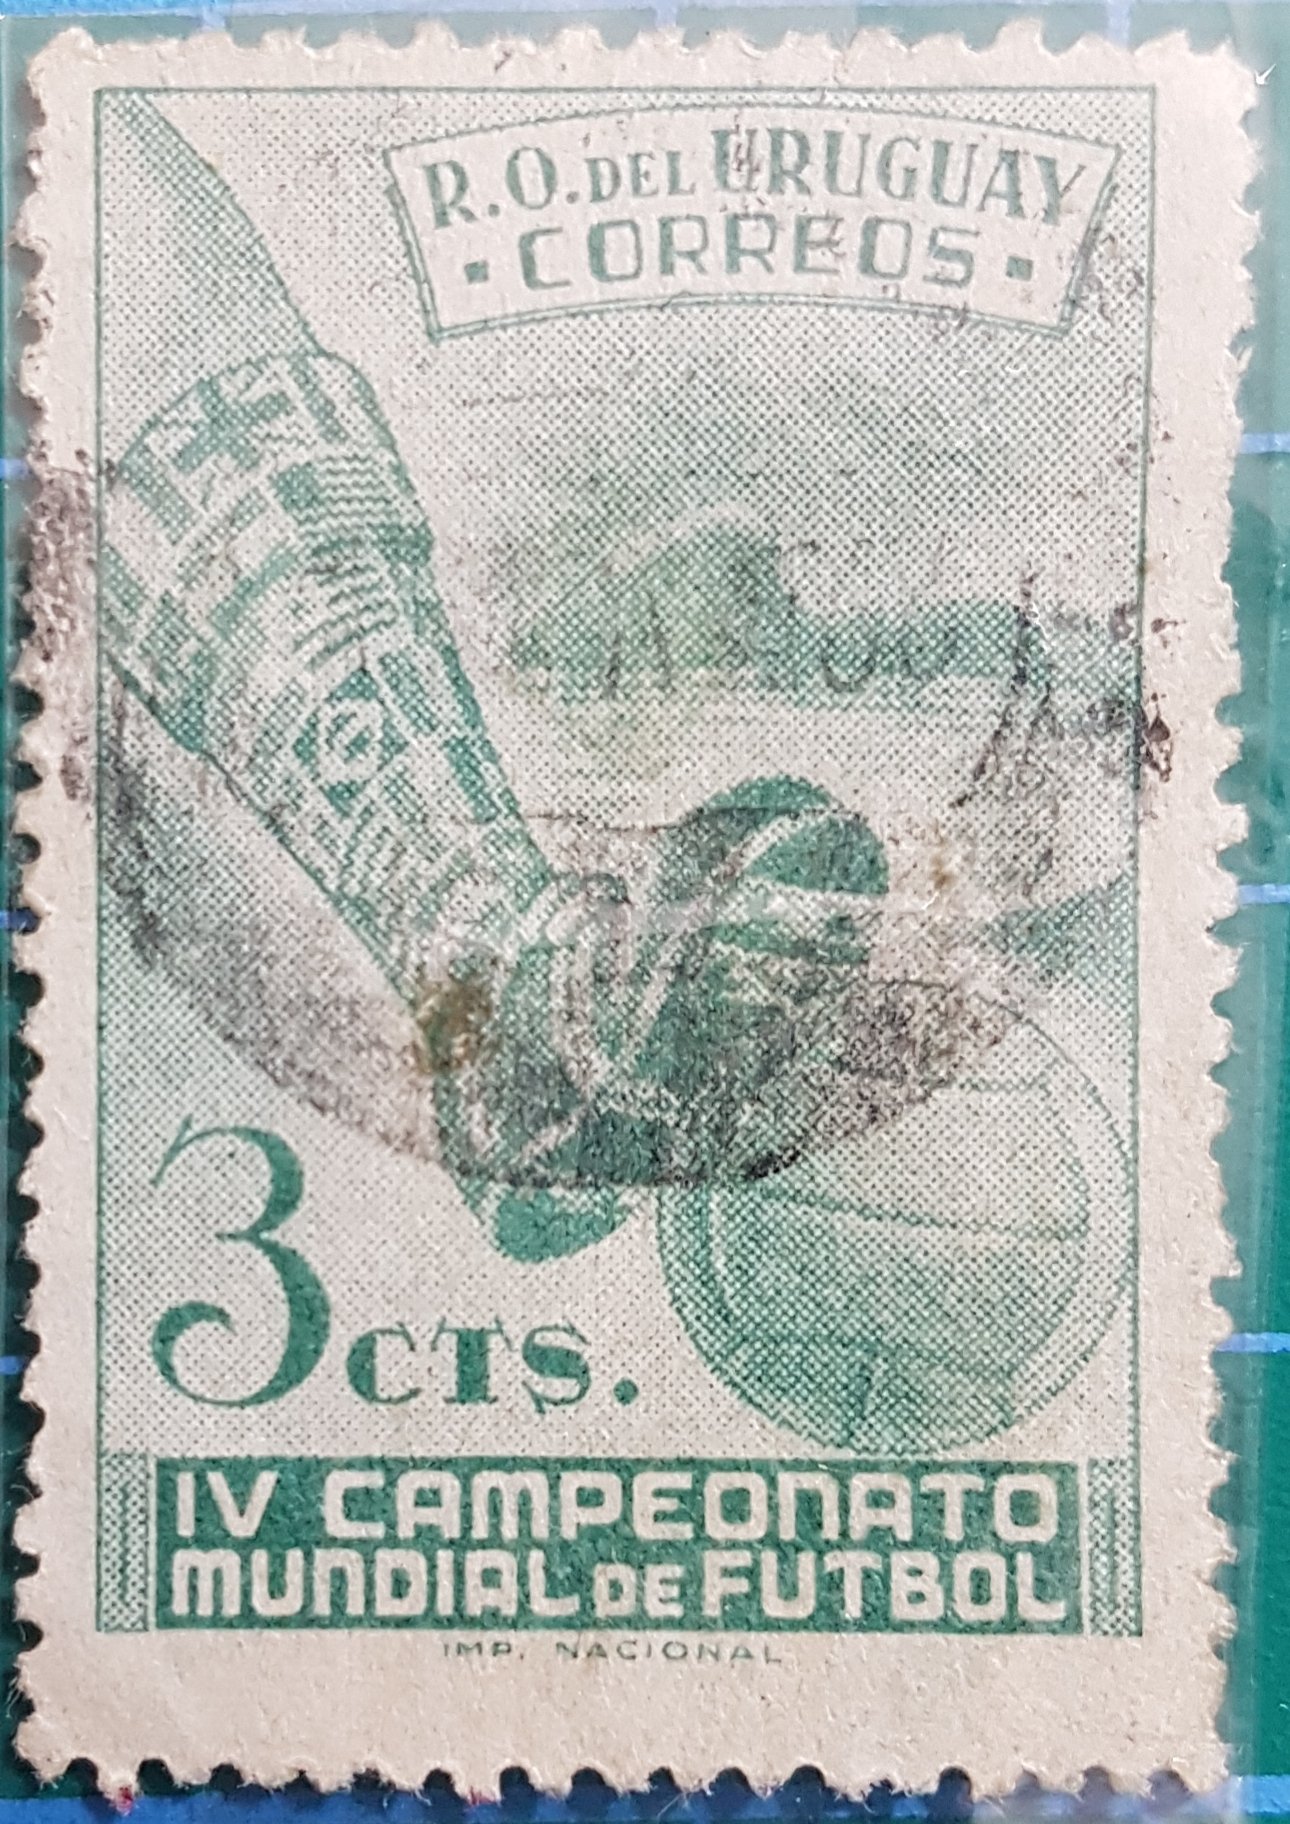 R.O. DEL URUGUAY
· CORREOS ·
3 CTS.
IV CAMPEONATO
MUNDIAL DE FUTBOL
IMP. NACIONAL